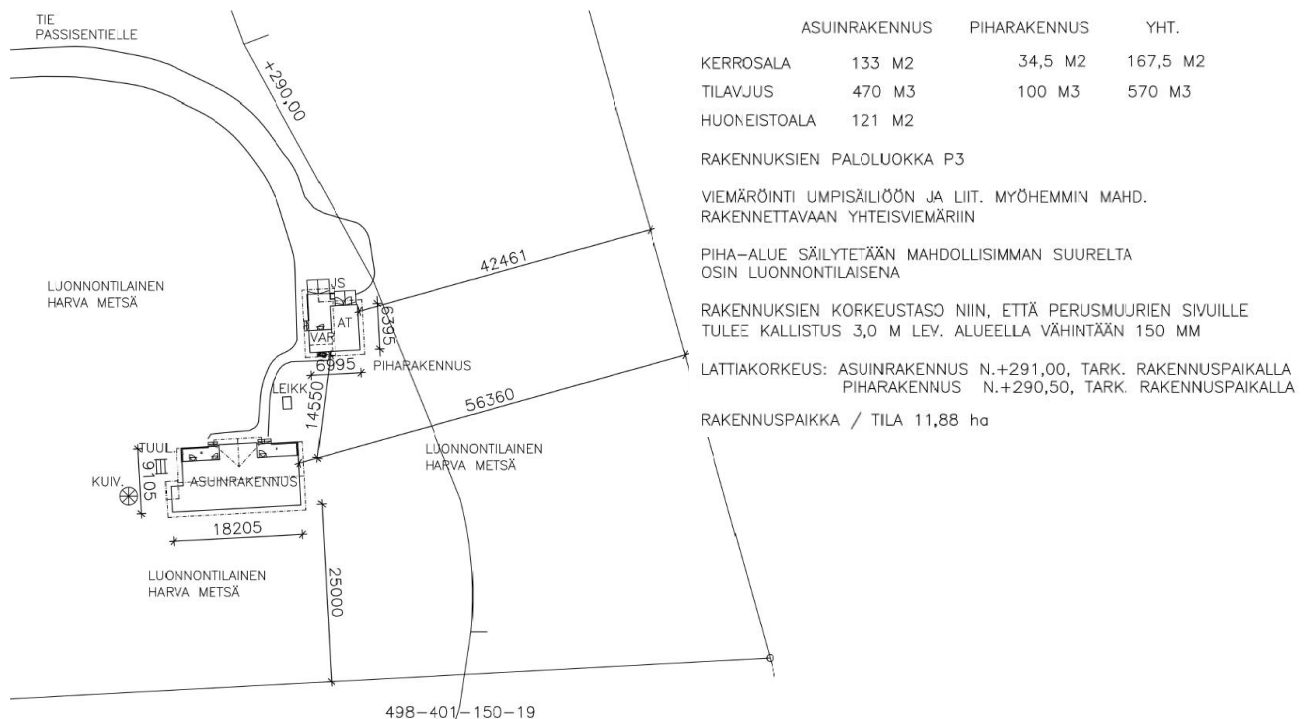 TIE
PASSISENTIELLE
+290,00
LUONNONTILAINEN
HARVA METSÄ
42461
JS
AT
VAR
6395
6995
PIHARAKENNUS
LEIKK
14550
56360
TUUL.
9105
KUIV.
ASUINRAKENNUS
LUONNONTILAINEN
HARVA METSÄ
18205
LUONNONTILAINEN
HARVA METSÄ
25000
498-401-150-19
ASUINRAKENNUS PIHARAKENNUS YHT.
KERROSALA 133 M2 34,5 M2 167,5 M2
TILAVUUS 470 M3 100 M3 570 M3
HUONEISTOALA 121 M2
RAKENNUKSIEN PALOLUOKKA P3
VIEMÄRÖINTI UMPISÄILIÖÖN JA LIIT. MYÖHEMMIN MAHD.
RAKENNETTAVAAN YHTEISVIEMÄRIIN
PIHA-ALUE SÄILYTETÄÄN MAHDOLLISIMMAN SUURELTA
OSIN LUONNONTILAISENA
RAKENNUKSIEN KORKEUSTASO NIIN, ETTÄ PERUSMUURIEN SIVUILLE
TULEE KALLISTUS 3,0 M LEV. ALUEELLA VÄHINTÄÄN 150 MM
LATTIAKORKEUS: ASUINRAKENNUS N.+291,00, TARK. RAKENNUSPAIKALLA
PIHARAKENNUS N.+290,50, TARK. RAKENNUSPAIKALLA
RAKENNUSPAIKKA / TILA 11,88 ha